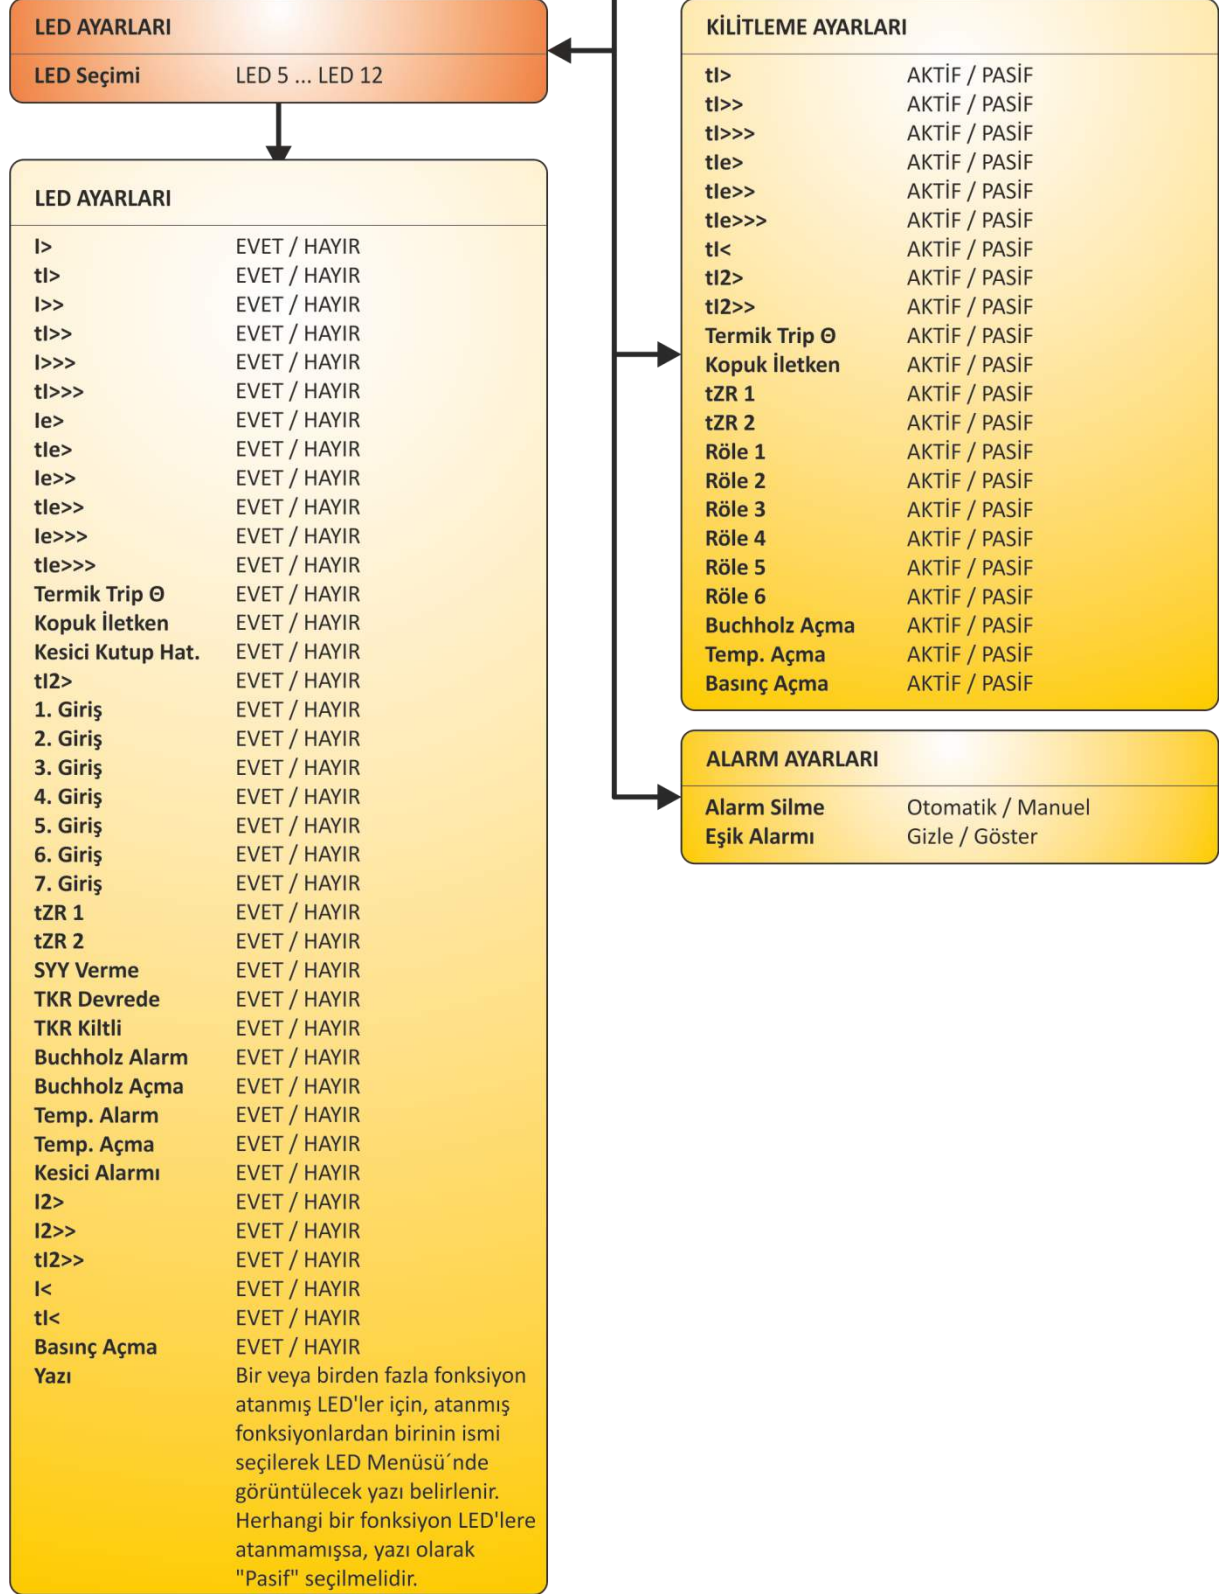 LED AYARLARI
LED Seçimi LED 5 ... LED 12
LED AYARLARI
I> EVET / HAYIR
tI> EVET / HAYIR
I>> EVET / HAYIR
tI>> EVET / HAYIR
I>>> EVET / HAYIR
tI>>> EVET / HAYIR
Ie> EVET / HAYIR
tIe> EVET / HAYIR
Ie>> EVET / HAYIR
tIe>> EVET / HAYIR
Ie>>> EVET / HAYIR
tIe>>> EVET / HAYIR
Termik Trip Θ EVET / HAYIR
Kopuk İletken EVET / HAYIR
Kesici Kutup Hat. EVET / HAYIR
tI2> EVET / HAYIR
1. Giriş EVET / HAYIR
2. Giriş EVET / HAYIR
3. Giriş EVET / HAYIR
4. Giriş EVET / HAYIR
5. Giriş EVET / HAYIR
6. Giriş EVET / HAYIR
7. Giriş EVET / HAYIR
tZR 1 EVET / HAYIR
tZR 2 EVET / HAYIR
SYY Verme EVET / HAYIR
TKR Devrede EVET / HAYIR
TKR Kiltli EVET / HAYIR
Buchholz Alarm EVET / HAYIR
Buchholz Açma EVET / HAYIR
Temp. Alarm EVET / HAYIR
Temp. Açma EVET / HAYIR
Kesici Alarmı EVET / HAYIR
I2> EVET / HAYIR
I2>> EVET / HAYIR
tI2>> EVET / HAYIR
I< EVET / HAYIR
tI< EVET / HAYIR
Basınç Açma EVET / HAYIR
Yazı Bir veya birden fazla fonksiyon
atanmış LED'ler için, atanmış
fonksiyonlardan birinin ismi
seçilerek LED Menüsü´nde
görüntülecek yazı belirlenir.
Herhangi bir fonksiyon LED'lere
atanmamışsa, yazı olarak
"Pasif" seçilmelidir.
KİLİTLEME AYARLARI
tI> AKTİF / PASİF
tI>> AKTİF / PASİF
tI>>> AKTİF / PASİF
tIe> AKTİF / PASİF
tIe>> AKTİF / PASİF
tIe>>> AKTİF / PASİF
tI< AKTİF / PASİF
tI2> AKTİF / PASİF
tI2>> AKTİF / PASİF
Termik Trip Θ AKTİF / PASİF
Kopuk İletken AKTİF / PASİF
tZR 1 AKTİF / PASİF
tZR 2 AKTİF / PASİF
Röle 1 AKTİF / PASİF
Röle 2 AKTİF / PASİF
Röle 3 AKTİF / PASİF
Röle 4 AKTİF / PASİF
Röle 5 AKTİF / PASİF
Röle 6 AKTİF / PASİF
Buchholz Açma AKTİF / PASİF
Temp. Açma AKTİF / PASİF
Basınç Açma AKTİF / PASİF
ALARM AYARLARI
Alarm Silme Otomatik / Manuel
Eşik Alarmı Gizle / Göster